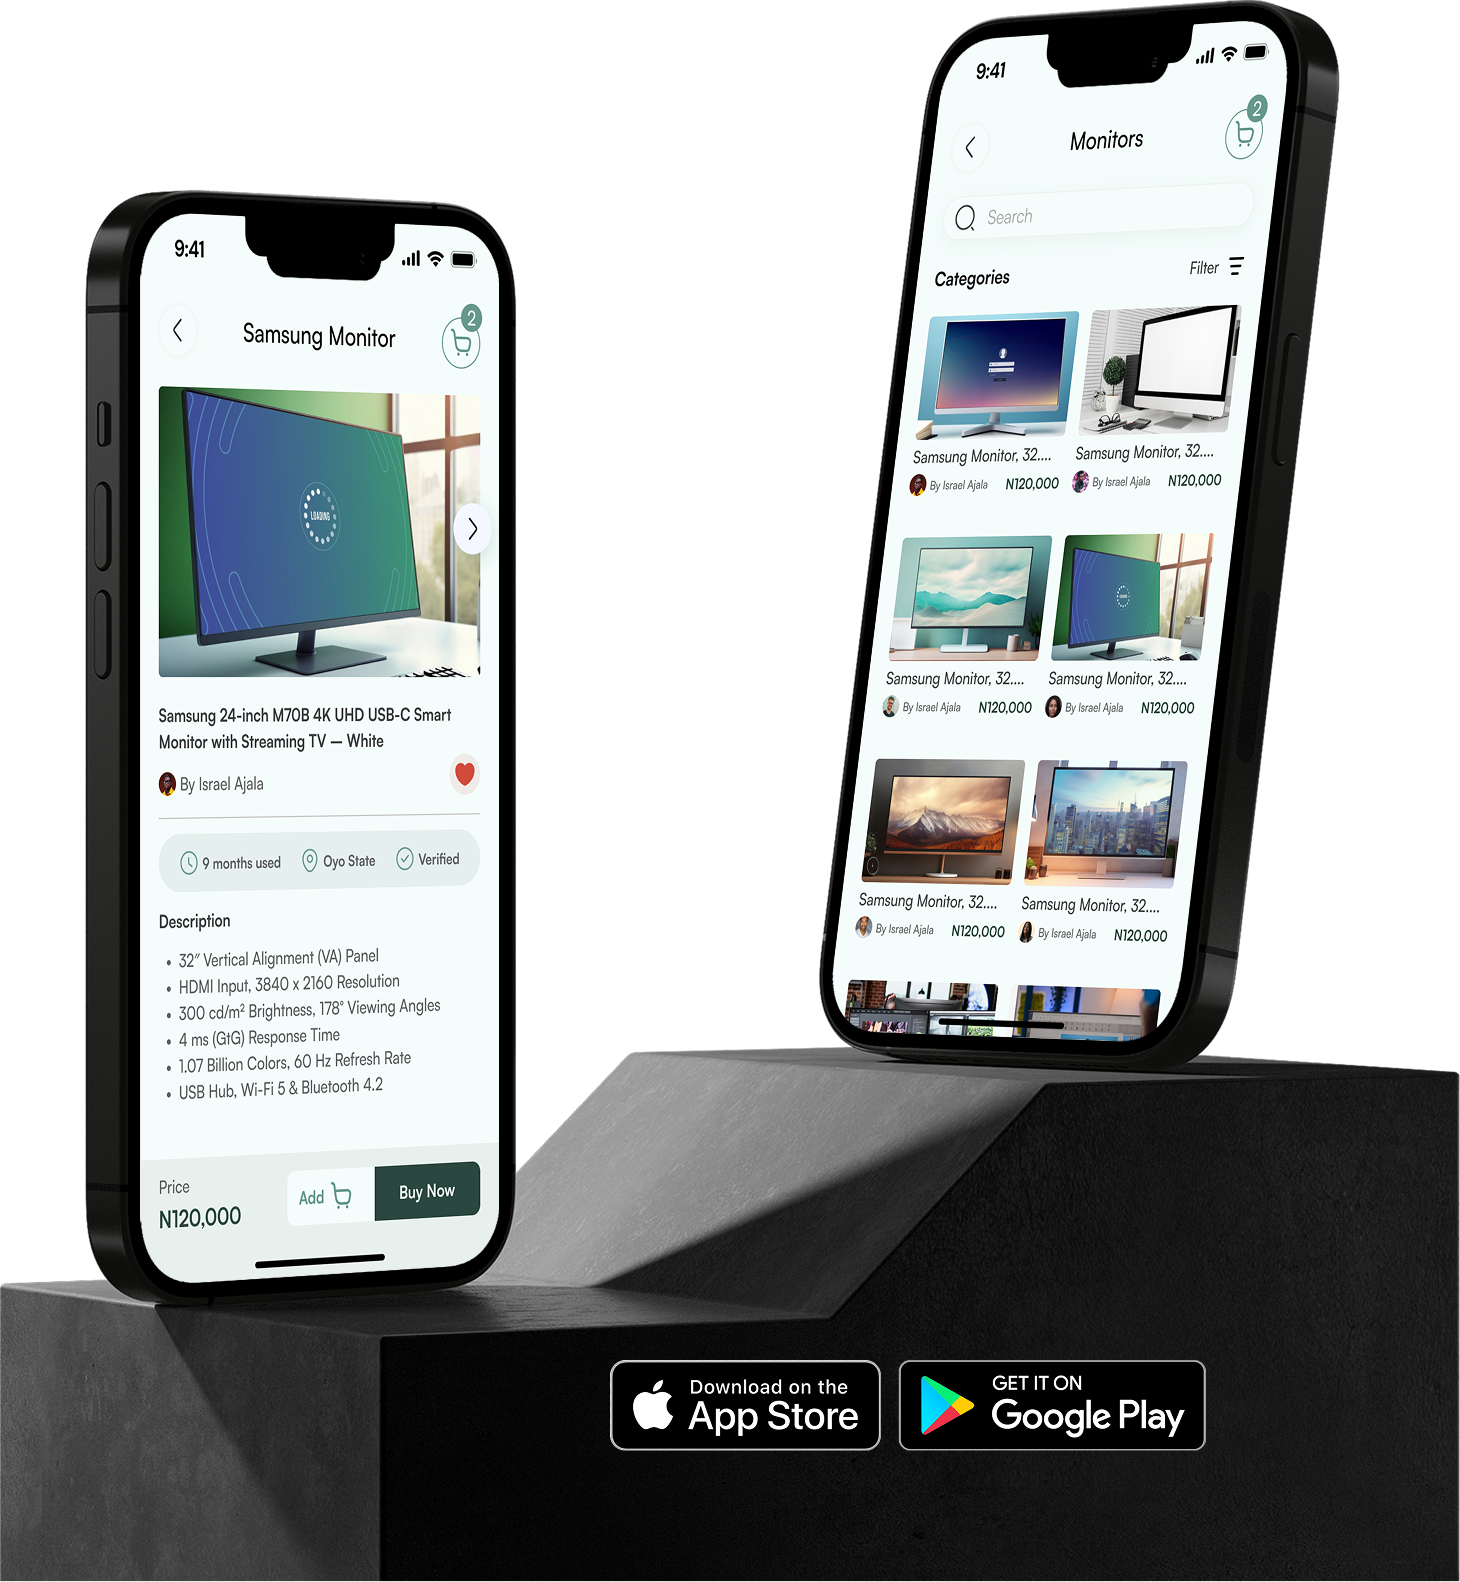 9:41
2
Samsung Monitor
LOADING
Samsung 24-inch M70B 4K UHD USB-C Smart
Monitor with Streaming TV — White
By Israel Ajala
9 months used
Oyo State
Verified
Description
• 32″ Vertical Alignment (VA) Panel
• HDMI Input, 3840 x 2160 Resolution
• 300 cd/m² Brightness, 178° Viewing Angles
• 4 ms (GtG) Response Time
• 1.07 Billion Colors, 60 Hz Refresh Rate
• USB Hub, Wi-Fi 5 & Bluetooth 4.2
Price
N120,000
Add
Buy Now
9:41
2
Monitors
Search
Categories
Filter
Samsung Monitor, 32....
By Israel Ajala N120,000
Samsung Monitor, 32....
By Israel Ajala N120,000
Samsung Monitor, 32....
By Israel Ajala N120,000
Samsung Monitor, 32....
By Israel Ajala N120,000
Samsung Monitor, 32....
By Israel Ajala N120,000
Samsung Monitor, 32....
By Israel Ajala N120,000
Download on the
App Store
GET IT ON
Google Play